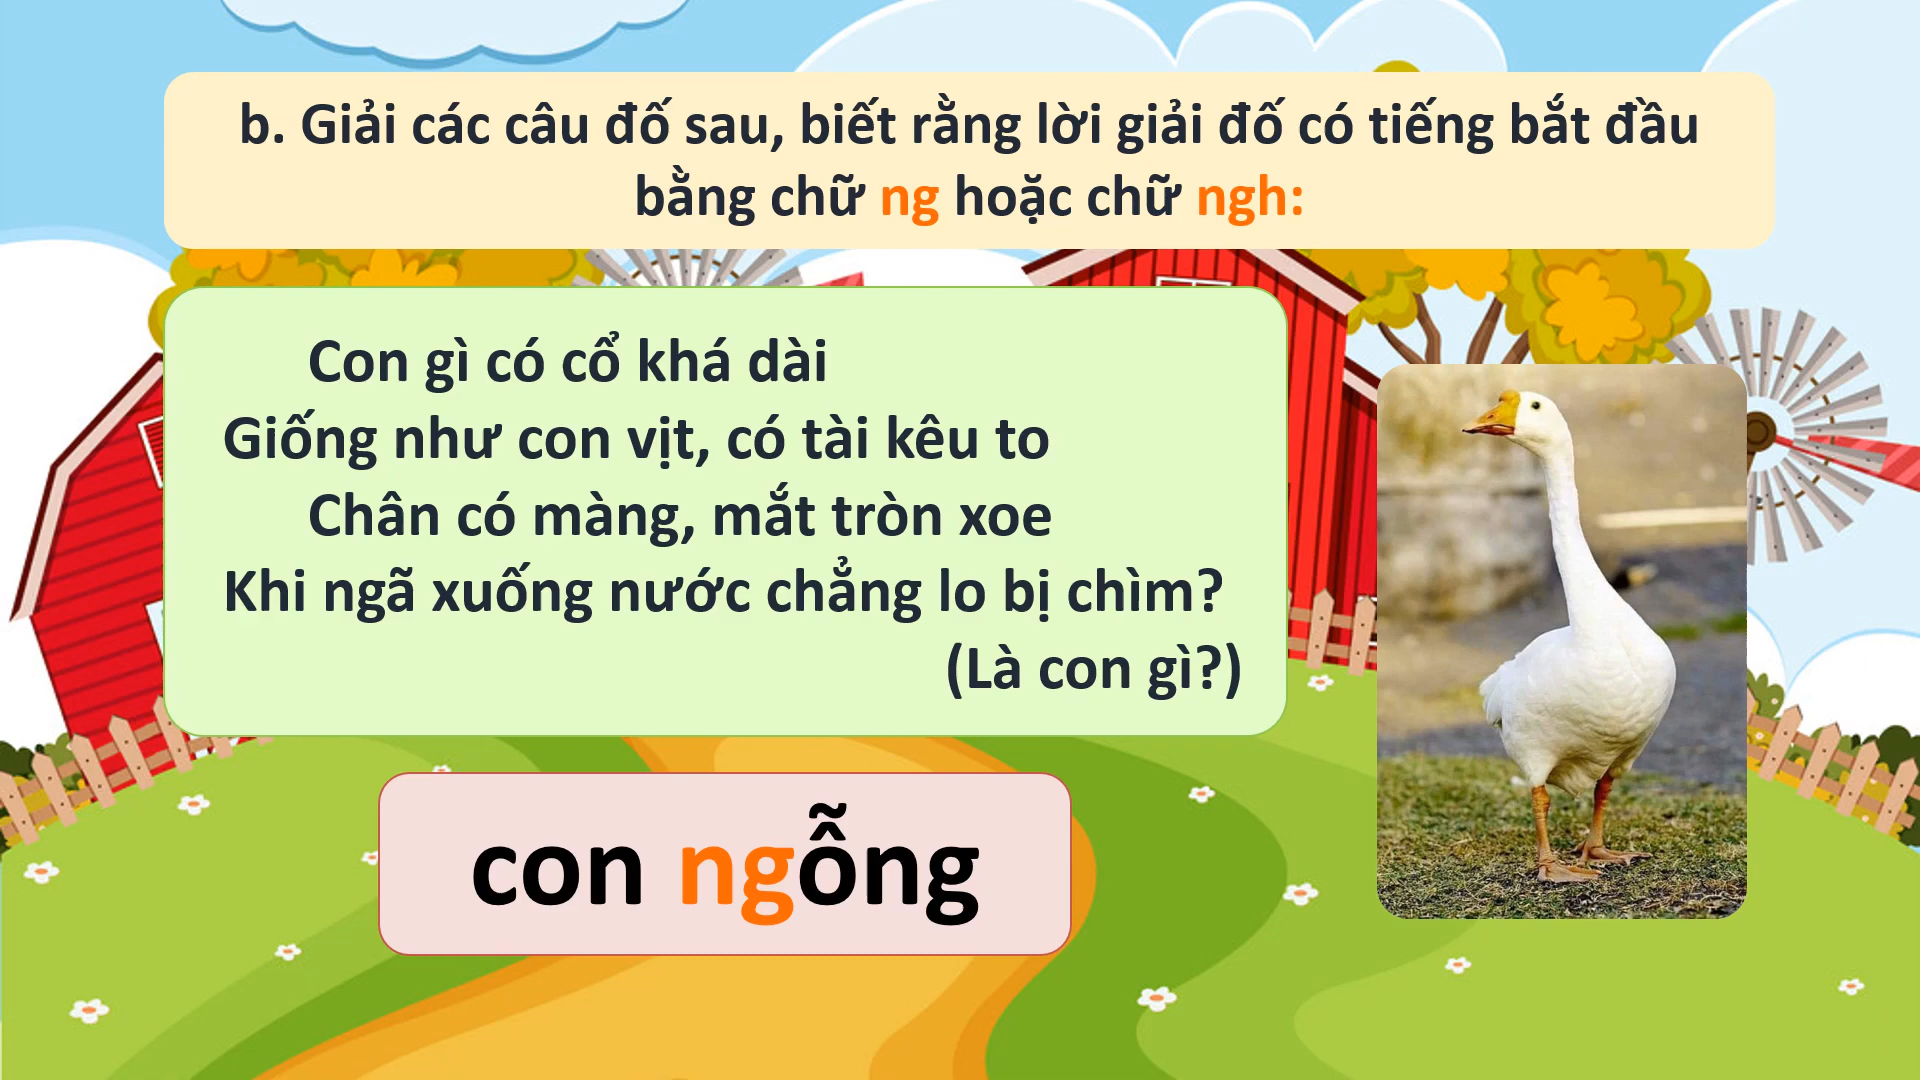 b. Giải các câu đố sau, biết rằng lời giải đố có tiếng bắt đầu
bằng chữ ng hoặc chữ ngh:
Con gì có cổ khá dài
Giống như con vịt, có tài kêu to
Chân có màng, mắt tròn xoe
Khi ngã xuống nước chẳng lo bị chìm?
(Là con gì?)
con ngỗng